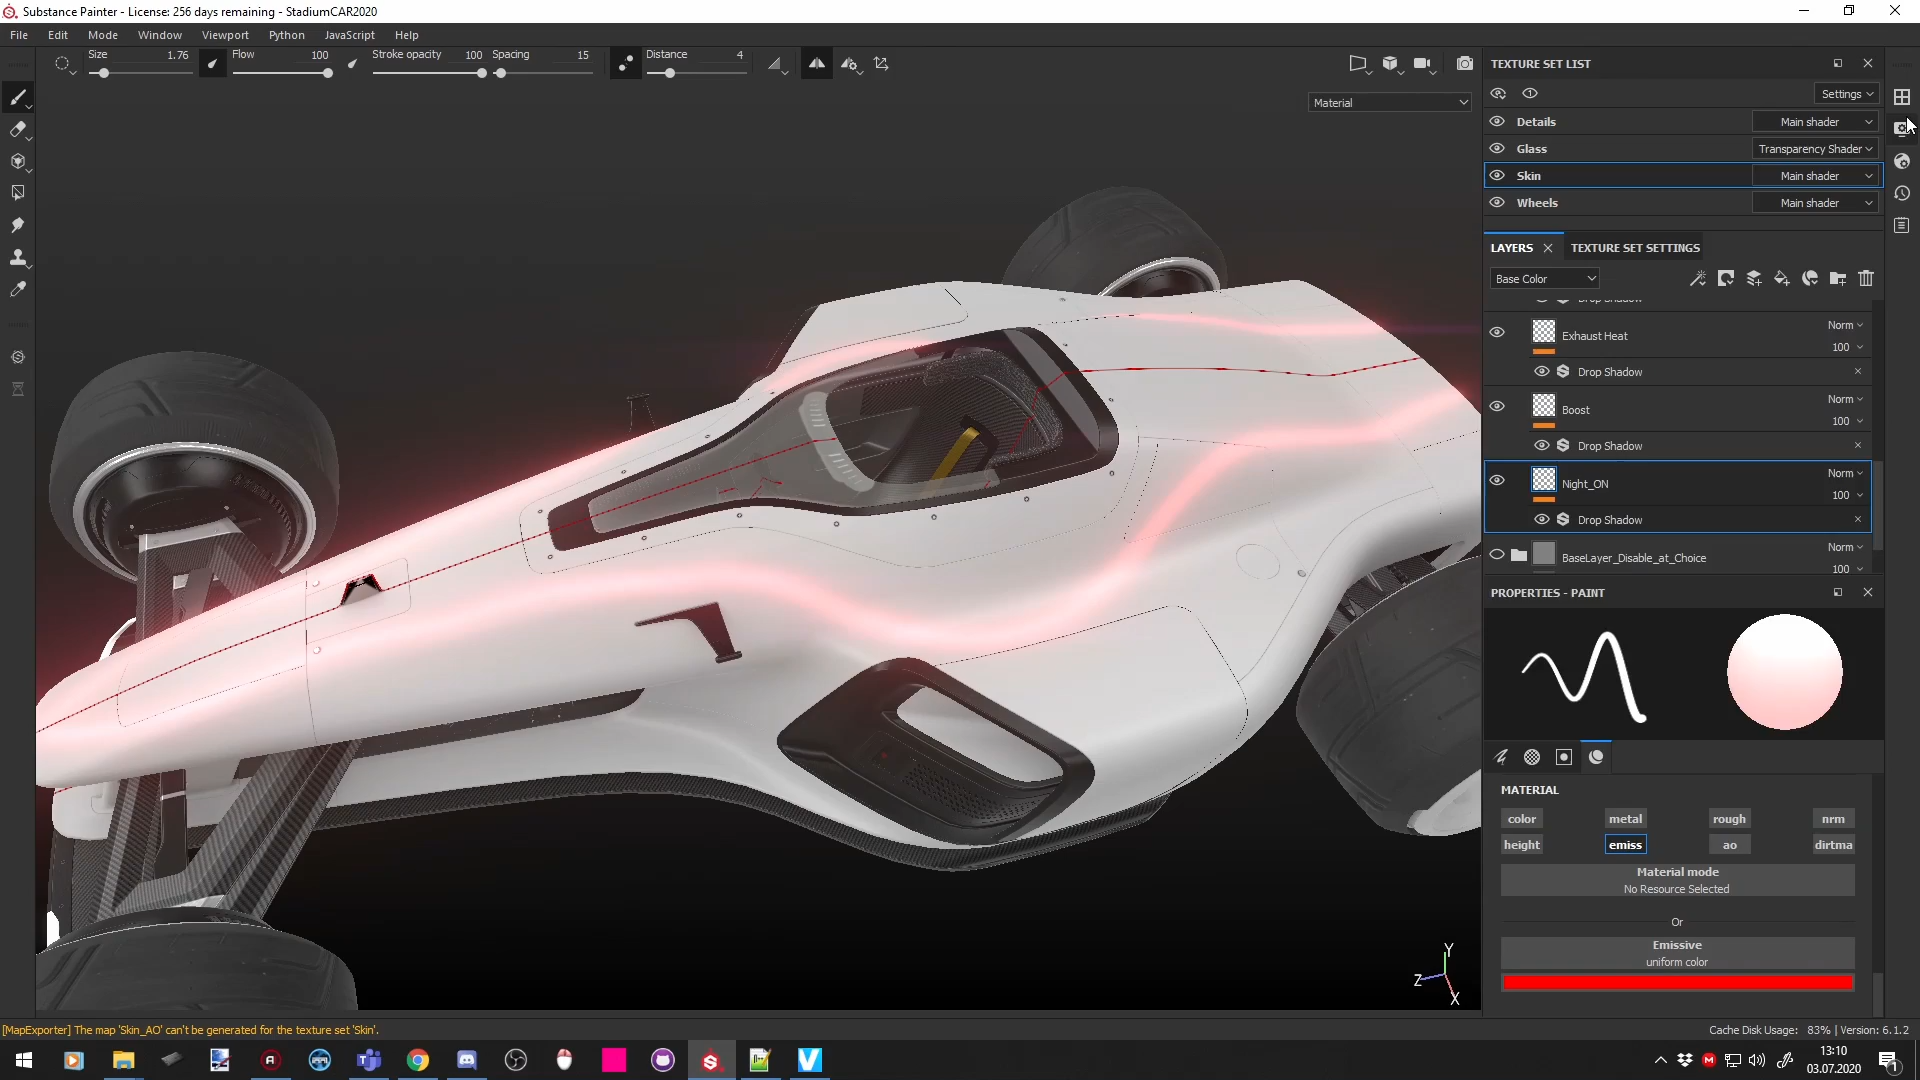 Substance Painter - License: 256 days remaining - StadiumCAR2020
File Edit Mode Window Viewport Python JavaScript Help
Size 1.76 Flow 100 Stroke opacity 100 Spacing 15 Distance 4
Material
TEXTURE SET LIST
Settings
Details Main shader
Glass Transparency Shader
Skin Main shader
Wheels Main shader
LAYERS TEXTURE SET SETTINGS
Base Color
Drop Shadow
Exhaust Heat Norm
100
Drop Shadow
Boost Norm
100
Drop Shadow
Night_ON Norm
100
Drop Shadow
BaseLayer_Disable_at_Choice Norm
100
PROPERTIES - PAINT
MATERIAL
color metal rough nrm
height emiss ao dirtma
Material mode
No Resource Selected
Or
Emissive
uniform color
Y
Z
X
[MapExporter] The map 'Skin_AO' can't be generated for the texture set 'Skin'.
Cache Disk Usage: 83% | Version: 6.1.2
13:10
03.07.2020
1